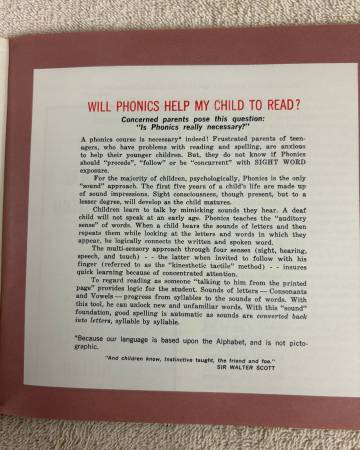 WILL PHONICS HELP MY CHILD TO READ?
Concerned parents pose this question:
"Is Phonics really necessary?"
A phonics course is necessary* indeed! Frustrated parents of teen-
agers, who have problems with reading and spelling, are anxious
to help their younger children. But, they do not know if Phonics
should "precede", "follow" or be "concurrent" with SIGHT WORD
exposure.
For the majority of children, psychologically, Phonics is the only
"sound" approach. The first five years of a child's life are made up
of sound impressions. Sight consciousness, though present, but to a
lesser degree, will develop as the child matures.
Children learn to talk by mimicking sounds they hear. A deaf
child will not speak at an early age. Phonics teaches the "auditory
sense" of words. When a child hears the sounds of letters and then
repeats them while looking at the letters and words in which they
appear, he logically connects the written and spoken word.
The multi-sensory approach through four senses (sight, hearing,
speech, and touch) - - the latter when invited to follow with his
finger (referred to as the "kinesthetic tactile" method) - - insures
quick learning because of concentrated attention.
To regard reading as someone "talking to him from the printed
page" provides logic for the student. Sounds of letters — Consonants
and Vowels — progress from syllables to the sounds of words. With
this tool, he can unlock new and unfamiliar words. With this "sound"
foundation, good spelling is automatic as sounds are converted back
into letters, syllable by syllable.
*Because our language is based upon the Alphabet, and is not picto-
graphic.
"And children know, Instinctive taught, the friend and foe."
SIR WALTER SCOTT